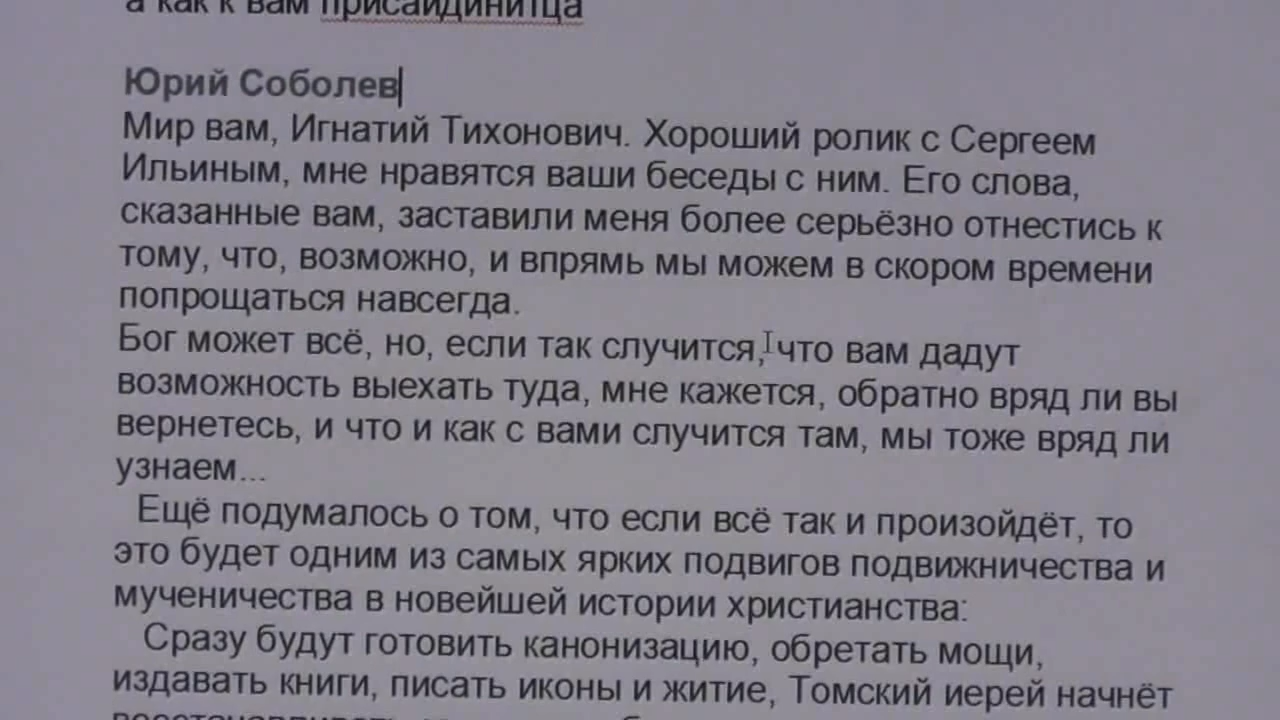 а как к вам присайдинитца
Юрий Соболев
Мир вам, Игнатий Тихонович. Хороший ролик с Сергеем
Ильиным, мне нравятся ваши беседы с ним. Его слова,
сказанные вам, заставили меня более серьёзно отнестись к
тому, что, возможно, и впрямь мы можем в скором времени
попрощаться навсегда.
Бог может всё, но, если так случится, что вам дадут
возможность выехать туда, мне кажется, обратно вряд ли вы
вернетесь, и что и как с вами случится там, мы тоже вряд ли
узнаем...
Ещё подумалось о том, что если всё так и произойдёт, то
это будет одним из самых ярких подвигов подвижничества и
мученичества в новейшей истории христианства:
Сразу будут готовить канонизацию, обретать мощи,
издавать книги, писать иконы и житие, Томский иерей начнёт